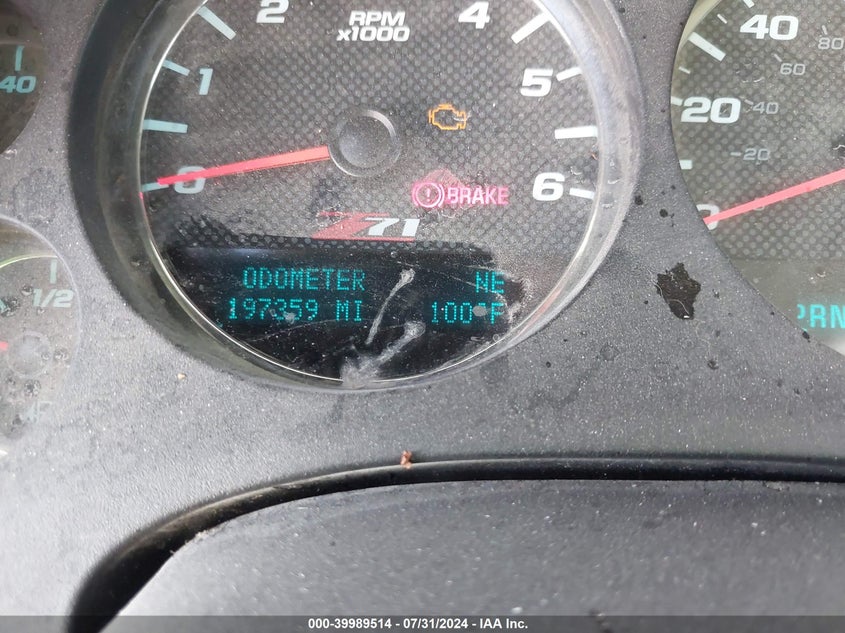 2 RPM 4
x1000
1 5
0 6
BRAKE
Z71
ODOMETER NE
197359 MI 100°F
40
1/2
40 80
60
20 40
20
PRN
000-39989514 - 07/31/2024 - IAA Inc.